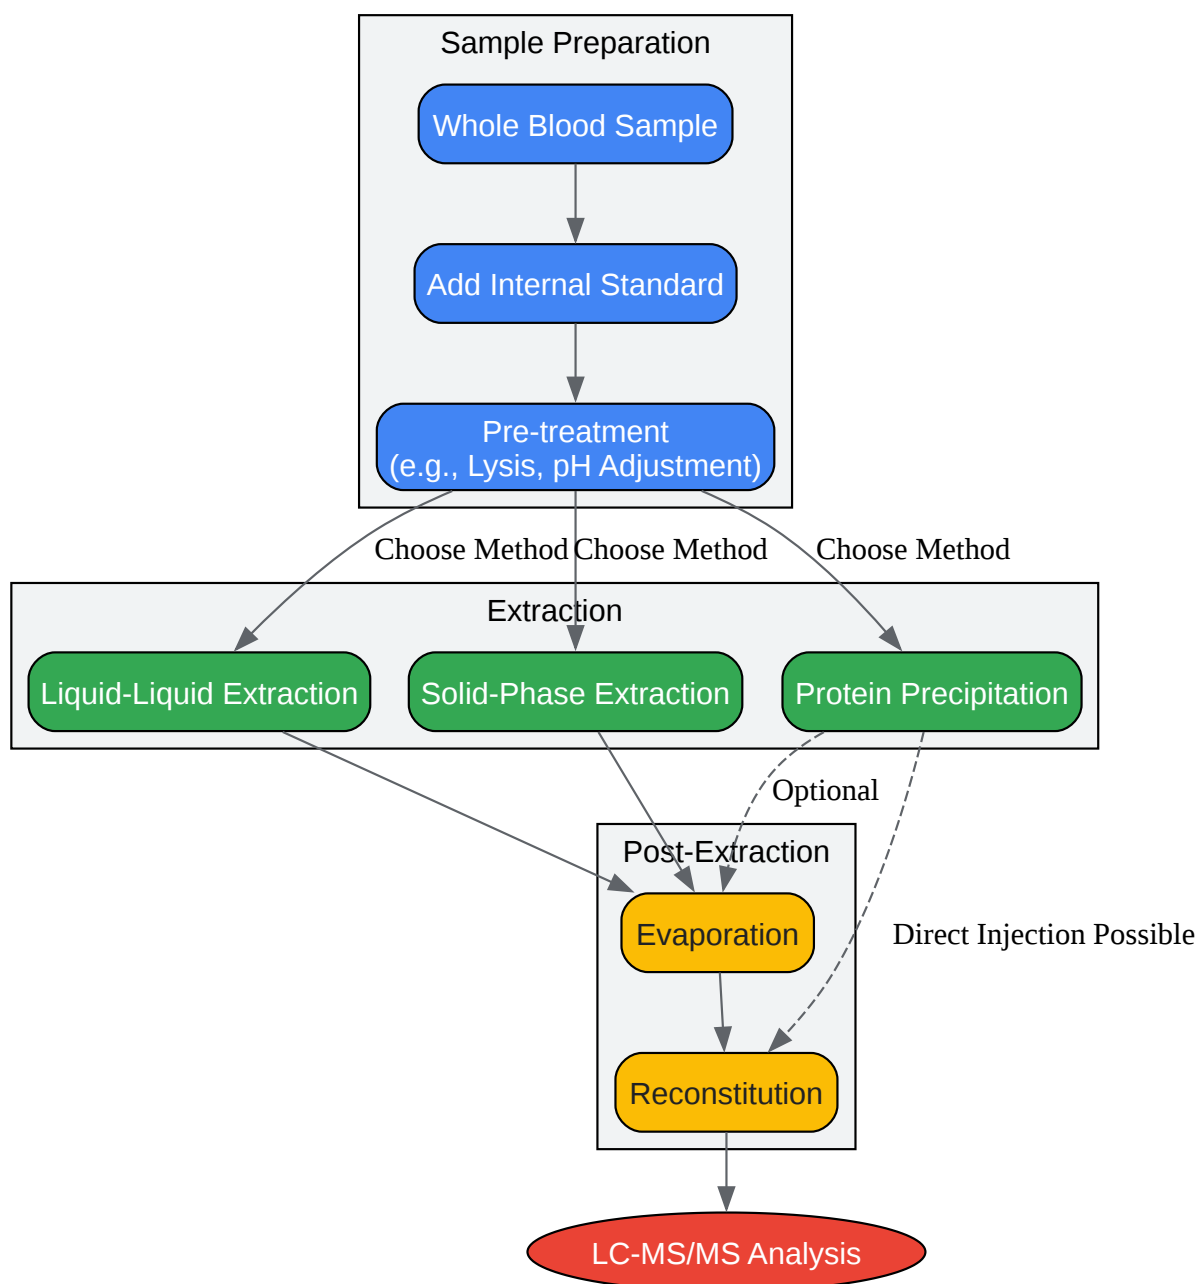 Sample Preparation
Whole Blood Sample
Add Internal Standard
Pre-treatment
(e.g., Lysis, pH Adjustment)
Choose Method
Choose Method
Choose Method
Extraction
Liquid-Liquid Extraction
Solid-Phase Extraction
Protein Precipitation
Optional
Post-Extraction
Evaporation
Direct Injection Possible
Reconstitution
LC-MS/MS Analysis